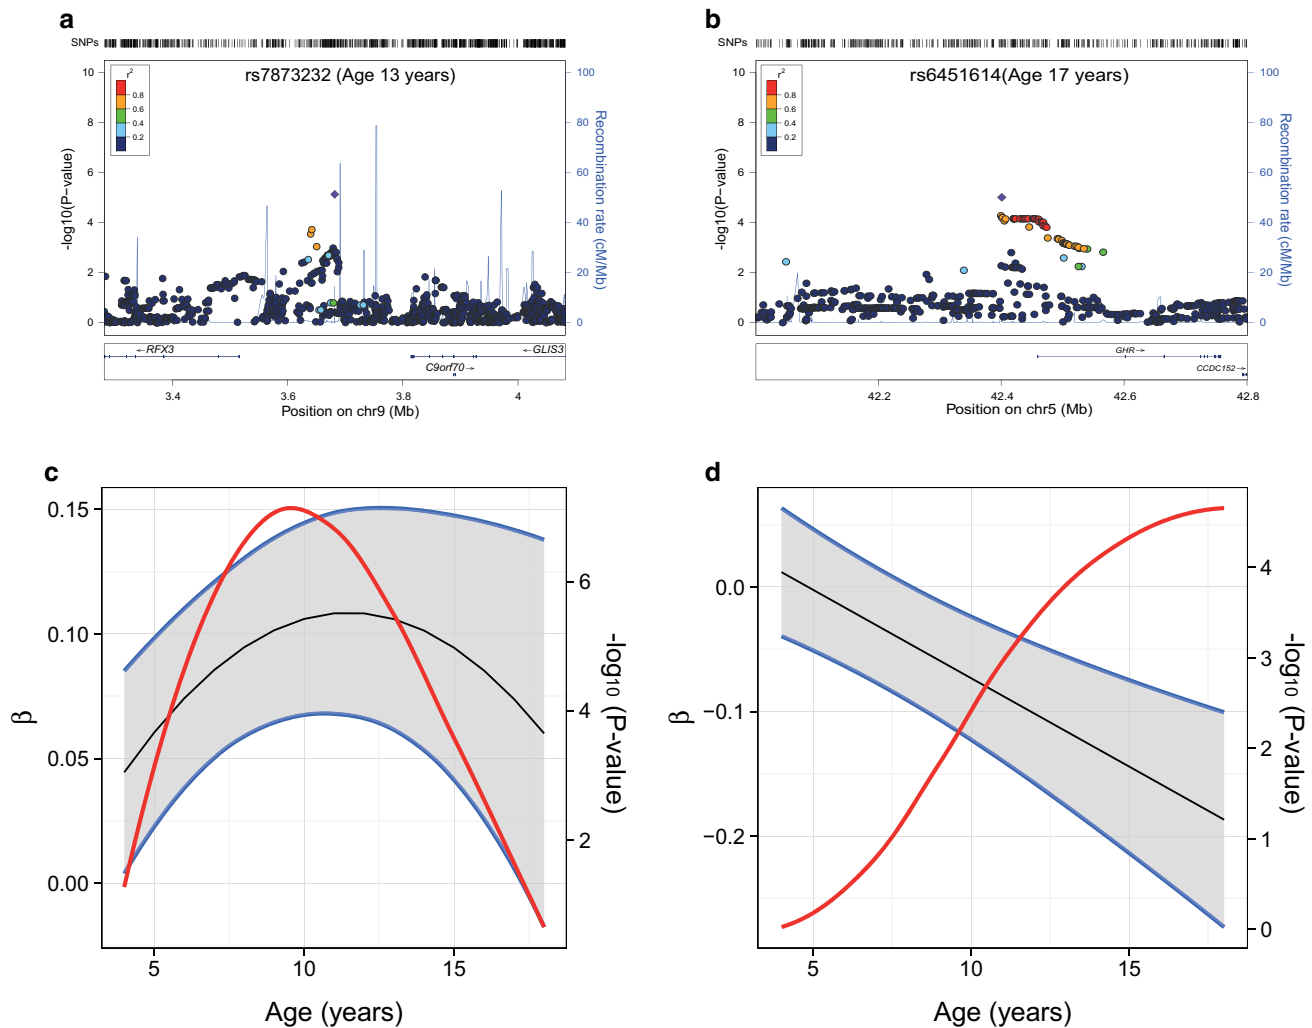 a
SNPs
rs7873232 (Age 13 years)
r2
0.8
0.6
0.4
0.2
10
8
6
4
2
0
-log10(P−value)
100
80
60
40
20
0
Recombination rate (cM/Mb)
←RFX3
←GLIS3
C9orf70→
3.4
3.6
3.8
4
Position on chr9 (Mb)
b
SNPs
rs6451614(Age 17 years)
r2
0.8
0.6
0.4
0.2
10
8
6
4
2
0
-log10(P−value)
100
80
60
40
20
0
Recombination rate (cM/Mb)
GHR→
CCDC152→
42.2
42.4
42.6
42.8
Position on chr5 (Mb)
c
0.15
0.10
0.05
0.00
β
6
4
2
-log10 (P-value)
5
10
15
Age (years)
d
0.0
−0.1
−0.2
β
4
3
2
1
0
-log10 (P-value)
5
10
15
Age (years)